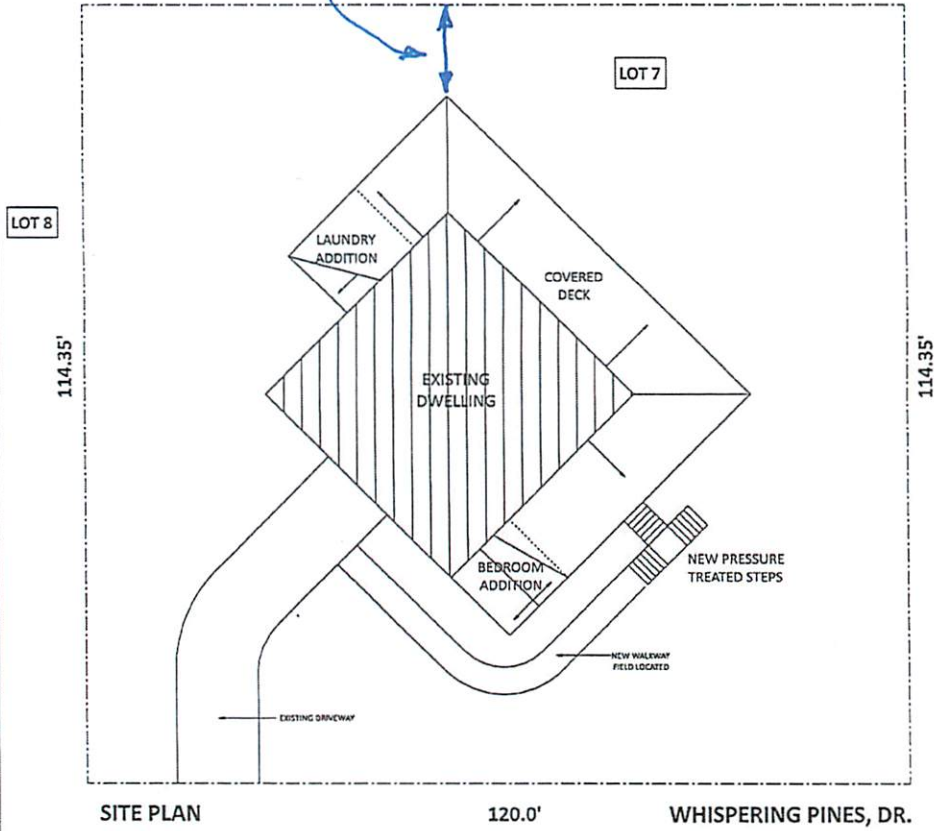 LOT 7
LOT 8
LAUNDRY
ADDITION
COVERED
DECK
114.35'
114.35'
EXISTING
DWELLING
BEDROOM
ADDITION
NEW PRESSURE
TREATED STEPS
NEW WALKWAY
FIELD LOCATED
EXISTING DRIVEWAY
SITE PLAN
120.0'
WHISPERING PINES, DR.